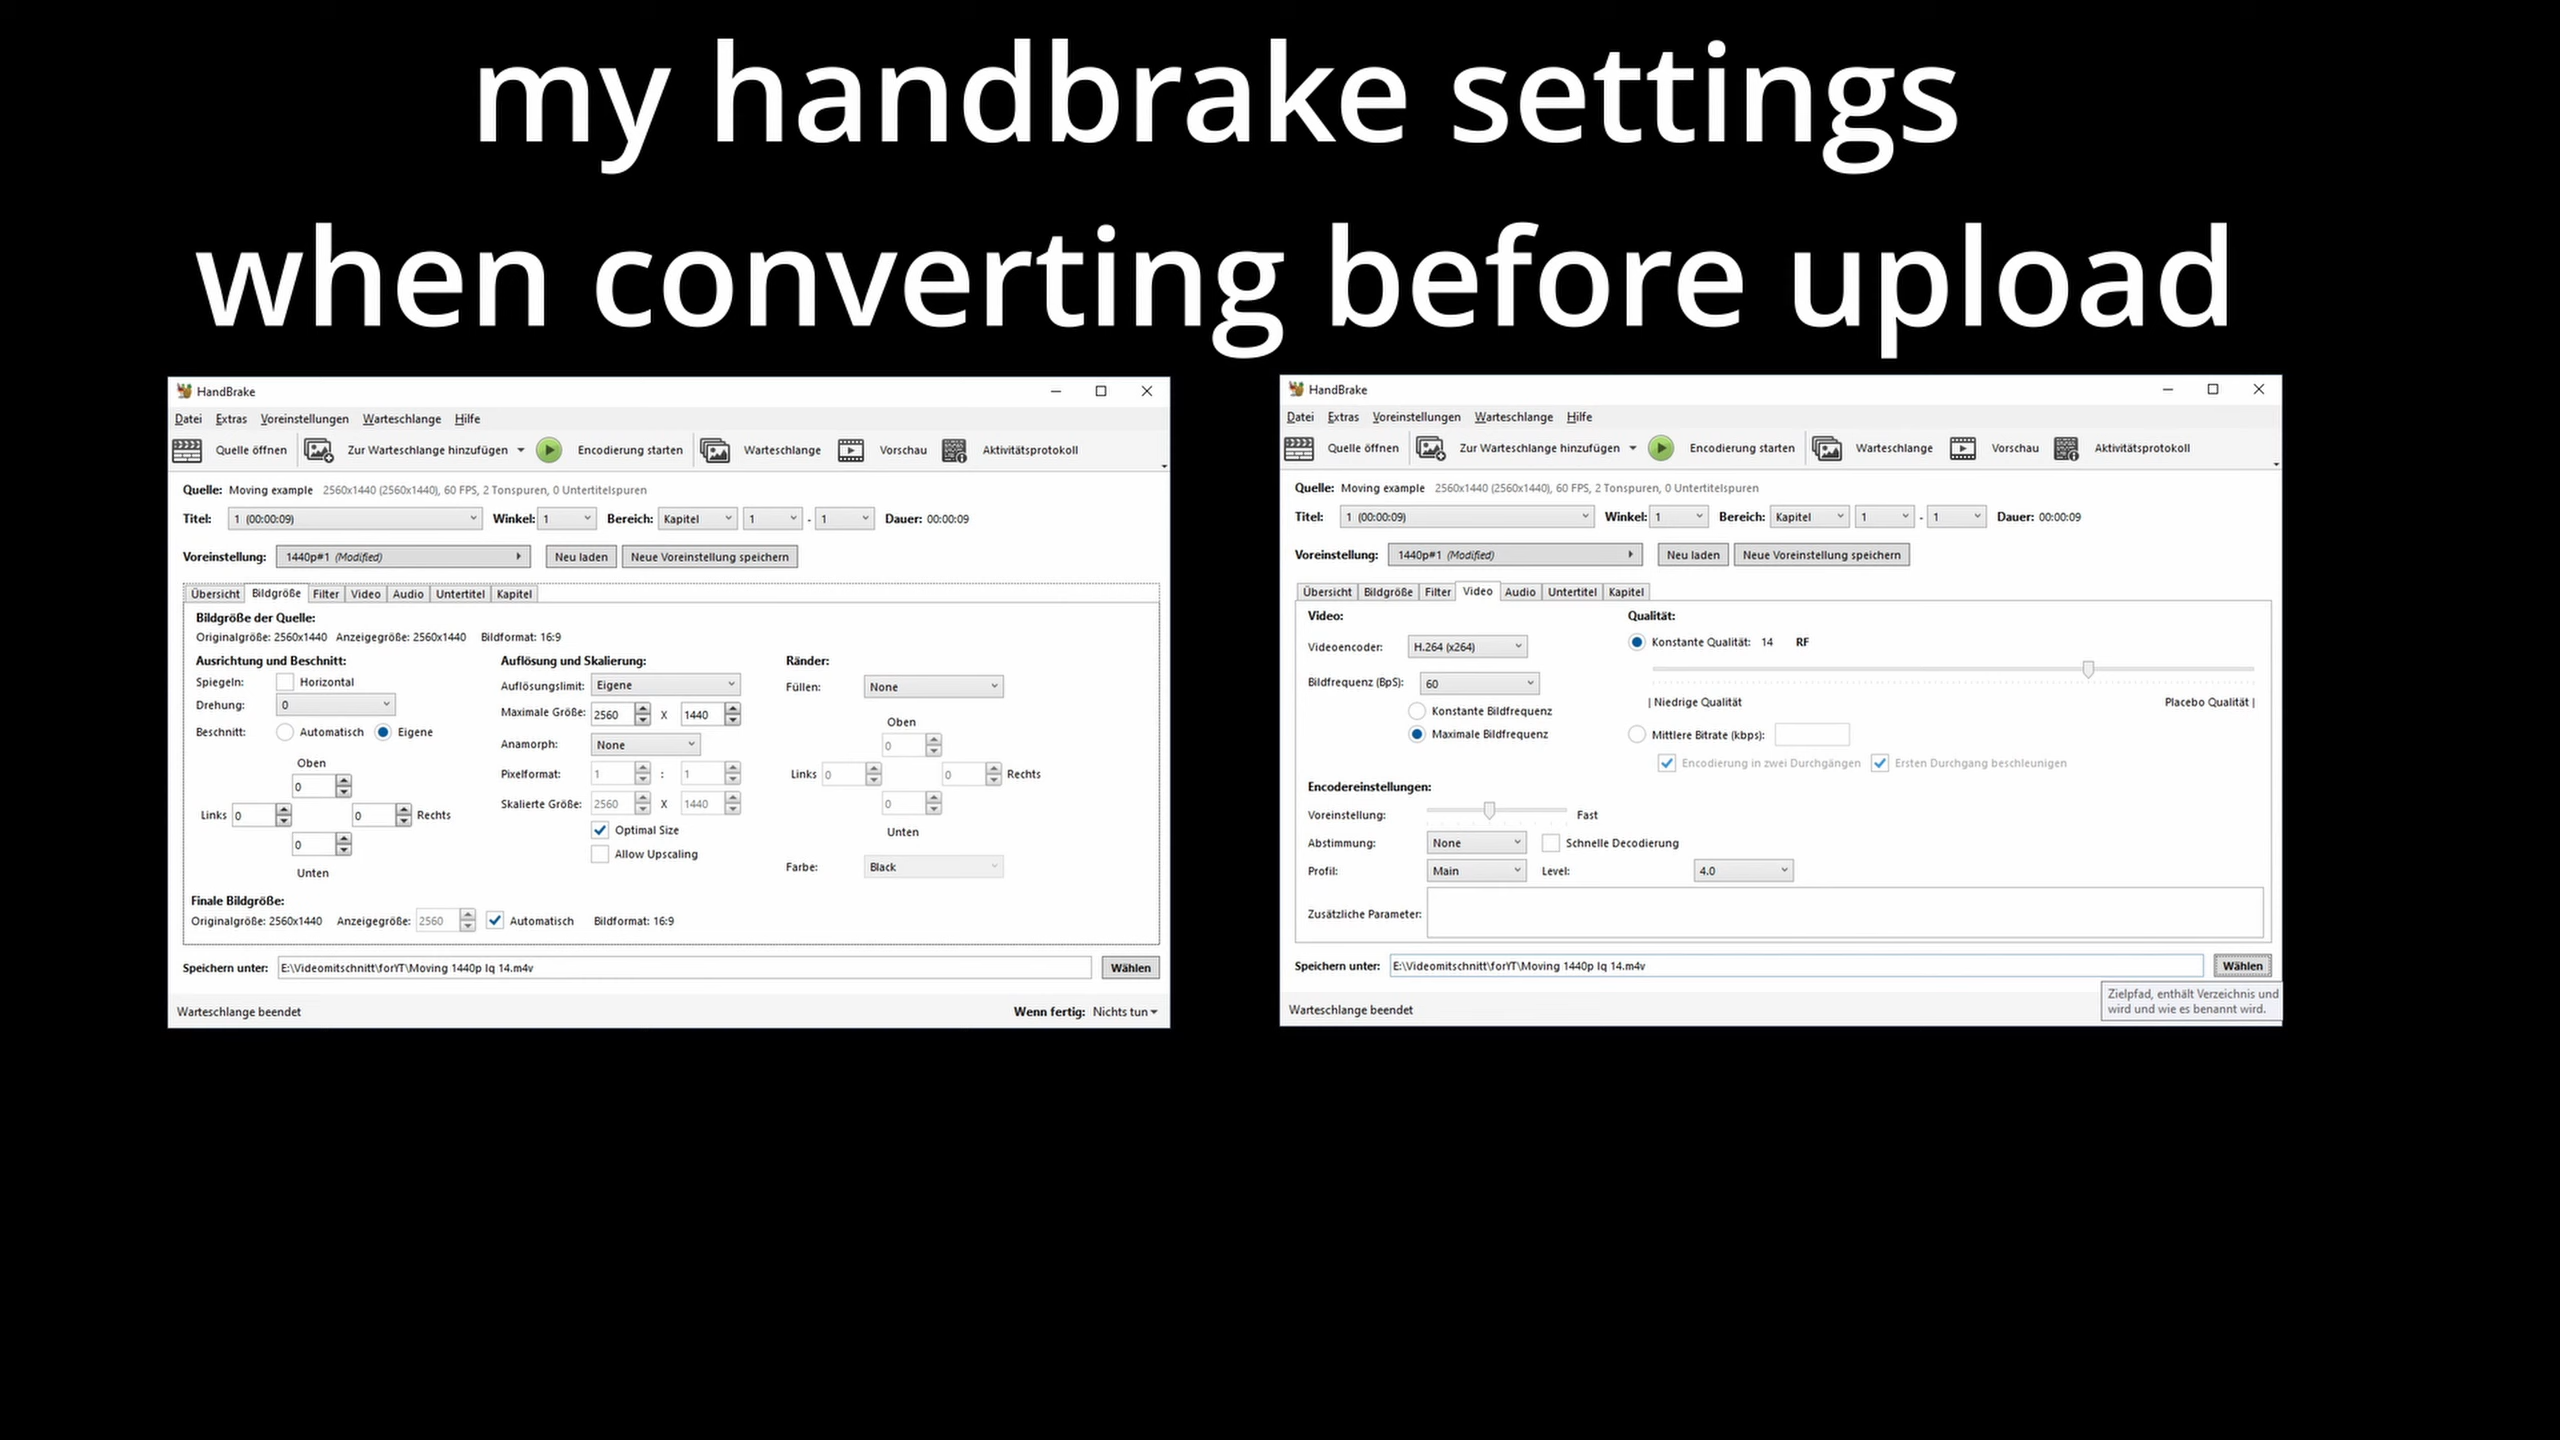 my handbrake settings
when converting before upload
HandBrake
Datei Extras Voreinstellungen Warteschlange Hilfe
Quelle öffnen Zur Warteschlange hinzufügen Encodierung starten Warteschlange Vorschau Aktivitätsprotokoll
Quelle: Moving example 2560x1440 (2560x1440), 60 FPS, 2 Tonspuren, 0 Untertitelspuren
Titel: 1 (00:00:09) Winkel: 1 Bereich: Kapitel 1 - 1 Dauer: 00:00:09
Voreinstellung: 1440p#1 (Modified) Neu laden Neue Voreinstellung speichern
Übersicht Bildgröße Filter Video Audio Untertitel Kapitel
Bildgröße der Quelle:
Originalgröße: 2560x1440 Anzeigegröße: 2560x1440 Bildformat: 16:9
Ausrichtung und Beschnitt:
Spiegeln: Horizontal
Drehung: 0
Beschnitt: Automatisch Eigene
Oben
0
Links 0 0 Rechts
0
Unten
Auflösung und Skalierung:
Auflösungslimit: Eigene
Maximale Größe: 2560 X 1440
Anamorph: None
Pixelformat: 1 : 1
Skalierte Größe: 2560 X 1440
Optimal Size
Allow Upscaling
Ränder:
Füllen: None
Oben
0
Links 0 0 Rechts
0
Unten
Farbe: Black
Finale Bildgröße:
Originalgröße: 2560x1440 Anzeigegröße: 2560 Automatisch Bildformat: 16:9
Speichern unter: E:\Videomitschnitt\forYT\Moving 1440p lq 14.m4v Wählen
Warteschlange beendet Wenn fertig: Nichts tun
HandBrake
Datei Extras Voreinstellungen Warteschlange Hilfe
Quelle öffnen Zur Warteschlange hinzufügen Encodierung starten Warteschlange Vorschau Aktivitätsprotokoll
Quelle: Moving example 2560x1440 (2560x1440), 60 FPS, 2 Tonspuren, 0 Untertitelspuren
Titel: 1 (00:00:09) Winkel: 1 Bereich: Kapitel 1 - 1 Dauer: 00:00:09
Voreinstellung: 1440p#1 (Modified) Neu laden Neue Voreinstellung speichern
Übersicht Bildgröße Filter Video Audio Untertitel Kapitel
Video:
Videoencoder: H.264 (x264)
Bildfrequenz (BpS): 60
Konstante Bildfrequenz
Maximale Bildfrequenz
Qualität:
Konstante Qualität: 14 RF
| Niedrige Qualität Placebo Qualität |
Mittlere Bitrate (kbps):
Encodierung in zwei Durchgängen Ersten Durchgang beschleunigen
Encodereinstellungen:
Voreinstellung: Fast
Abstimmung: None Schnelle Decodierung
Profil: Main Level: 4.0
Zusätzliche Parameter:
Speichern unter: E:\Videomitschnitt\forYT\Moving 1440p lq 14.m4v Wählen
Zielpfad, enthält Verzeichnis und
wird und wie es benannt wird.
Warteschlange beendet